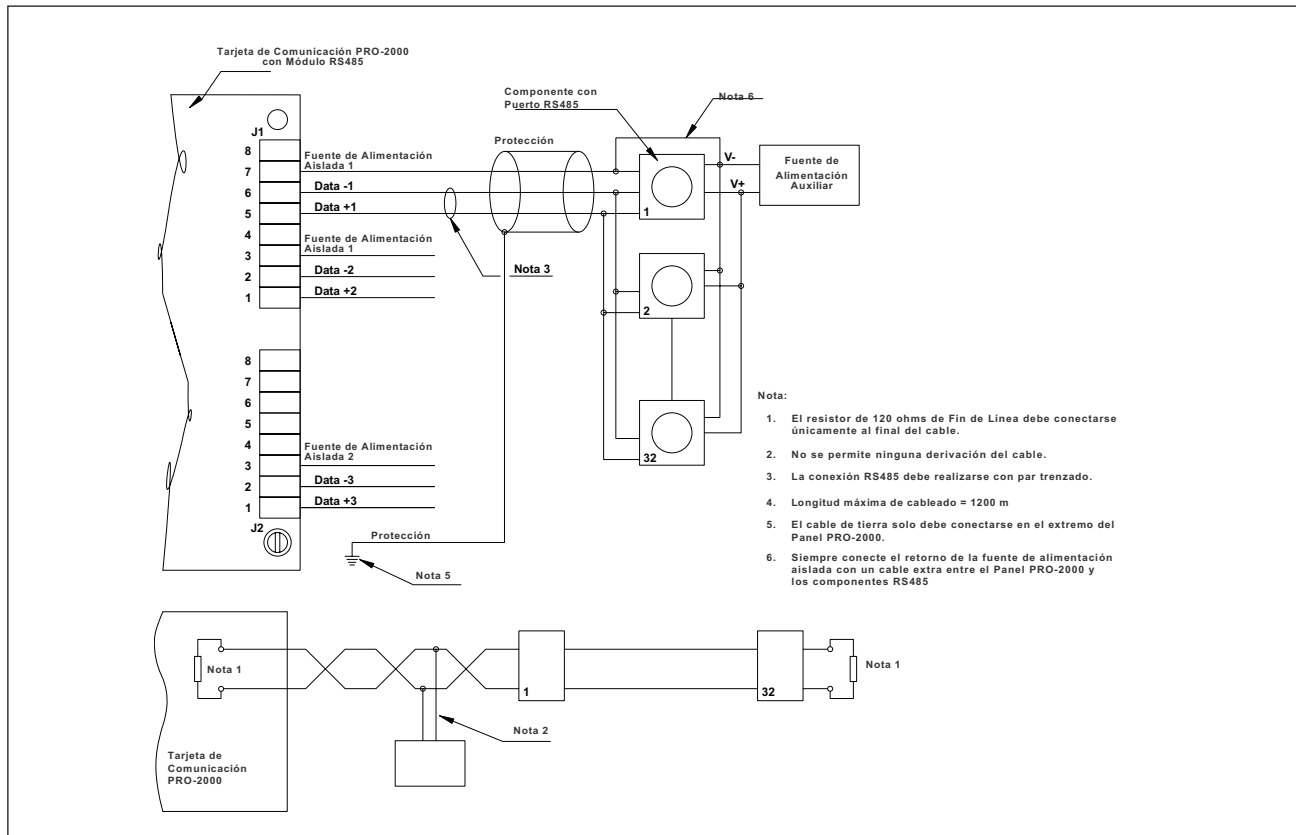 Tarjeta de Comunicación PRO-2000
con Módulo RS485
J1
8
7
6
5
4
3
2
1
Fuente de Alimentación
Aislada 1
Data -1
Data +1
Fuente de Alimentación
Aislada 1
Data -2
Data +2
Protección
Nota 3
Componente con
Puerto RS485
Nota 6
V-
V+
Fuente de
Alimentación
Auxiliar
1
2
32
8
7
6
5
4
3
2
1
J2
Fuente de Alimentación
Aislada 2
Data -3
Data +3
Protección
Nota 5
Nota:
1. El resistor de 120 ohms de Fin de Línea debe conectarse
únicamente al final del cable.
2. No se permite ninguna derivación del cable.
3. La conexión RS485 debe realizarse con par trenzado.
4. Longitud máxima de cableado = 1200 m
5. El cable de tierra solo debe conectarse en el extremo del
Panel PRO-2000.
6. Siempre conecte el retorno de la fuente de alimentación
aislada con un cable extra entre el Panel PRO-2000 y
los componentes RS485
Nota 1
Nota 2
1
32
Nota 1
Tarjeta de
Comunicación
PRO-2000